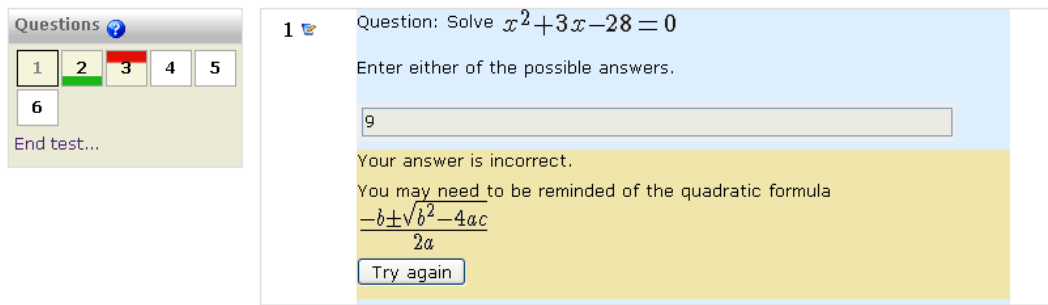 Questions
1 2 3 4 5
6
End test...
1
Question: Solve x²+3x−28=0
Enter either of the possible answers.
9
Your answer is incorrect.
You may need to be reminded of the quadratic formula
−b±√b²−4ac
2a
Try again